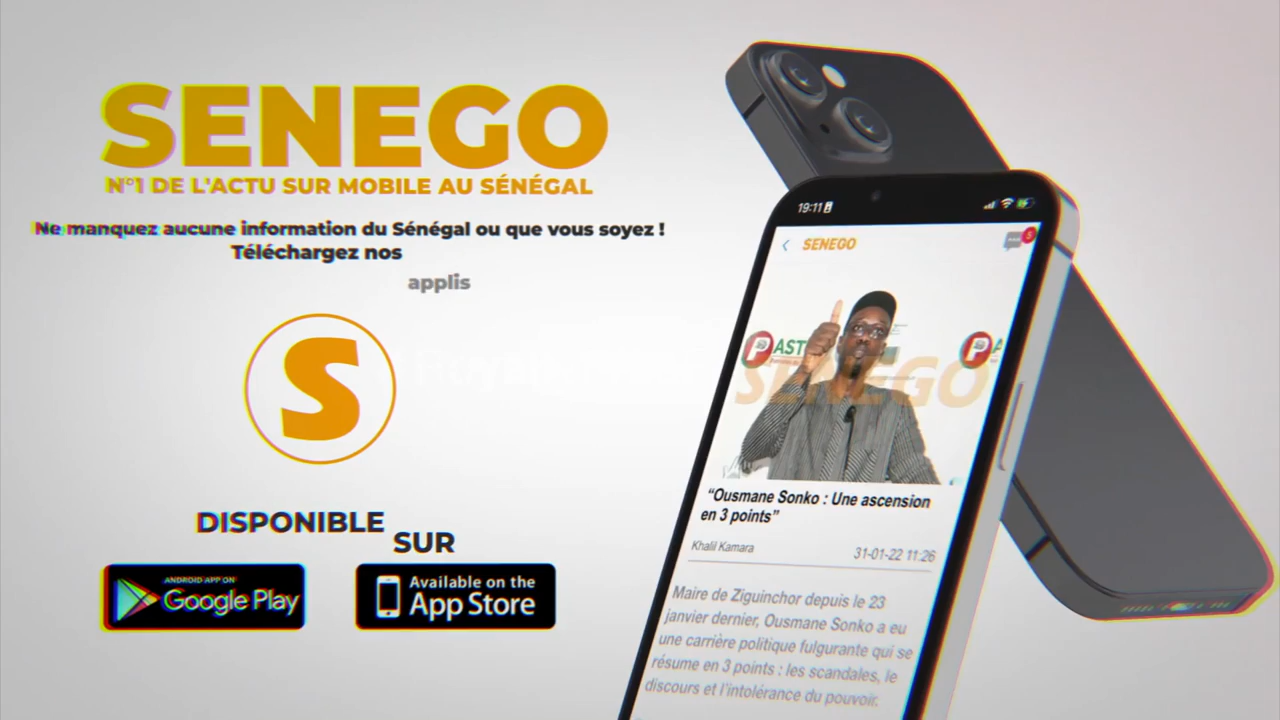 SENEGO
N°1 DE L'ACTU SUR MOBILE AU SÉNÉGAL
Ne manquez aucune information du Sénégal ou que vous soyez !
Téléchargez nos
applis
S
DISPONIBLE
SUR
ANDROID APP ON
Google Play
Available on the
App Store
19:11
SENEGO
5
PAST
PA
SENEGO
“Ousmane Sonko : Une ascension
en 3 points”
Khalil Kamara
31-01-22 11:26
Maire de Ziguinchor depuis le 23
janvier dernier, Ousmane Sonko a eu
une carrière politique fulgurante qui se
résume en 3 points : les scandales, le
discours et l'intolérance du pouvoir.